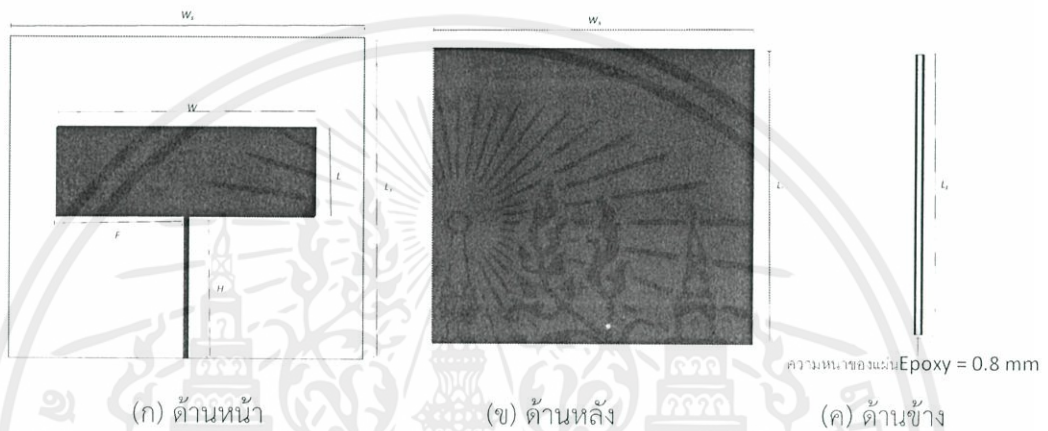 Wₛ
W
L
Lₛ
F
H
(ก) ด้านหน้า
Wₛ
L
(ข) ด้านหลัง
Lₛ
ความหนาของแผ่นEpoxy = 0.8 mm
(ค) ด้านข้าง